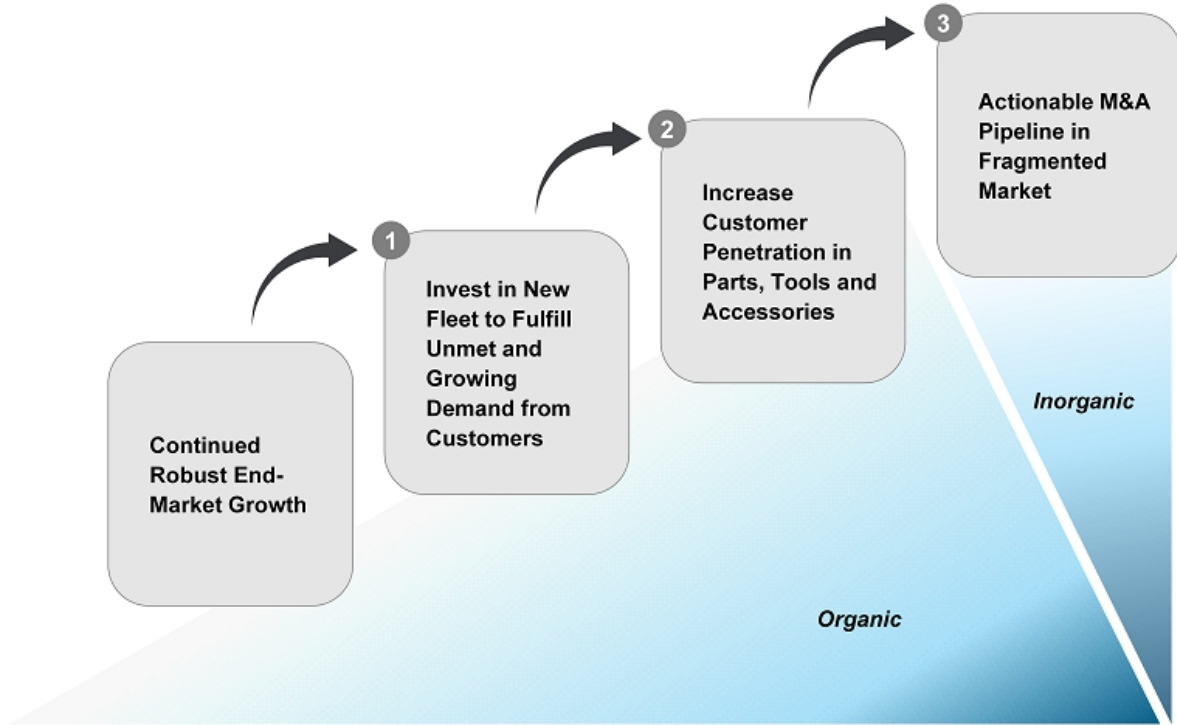 Continued
Robust End-
Market Growth
1
Invest in New
Fleet to Fulfill
Unmet and
Growing
Demand from
Customers
2
Increase
Customer
Penetration in
Parts, Tools and
Accessories
3
Actionable M&A
Pipeline in
Fragmented
Market
Organic
Inorganic